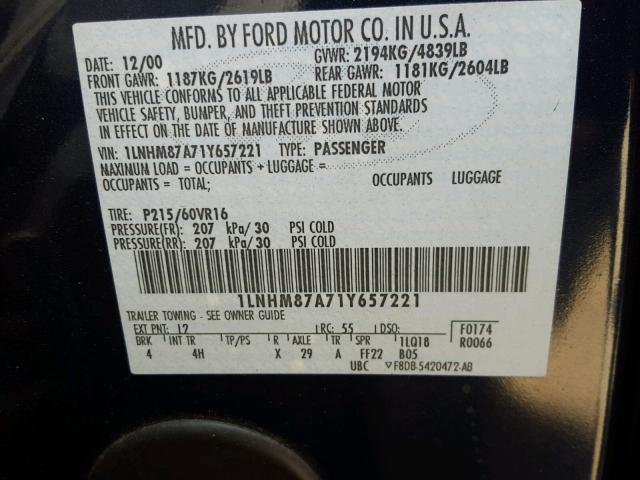 MFD. BY FORD MOTOR CO. IN U.S.A.
DATE: 12/00 GVWR: 2194KG/4839LB
FRONT GAWR: 1187KG/2619LB REAR GAWR: 1181KG/2604LB
THIS VEHICLE CONFORMS TO ALL APPLICABLE FEDERAL MOTOR
VEHICLE SAFETY, BUMPER, AND THEFT PREVENTION STANDARDS
IN EFFECT ON THE DATE OF MANUFACTURE SHOWN ABOVE.
VIN: 1LNHM87A71Y657221 TYPE: PASSENGER
MAXIMUM LOAD = OCCUPANTS + LUGGAGE =
OCCUPANTS = TOTAL; OCCUPANTS LUGGAGE
TIRE: P215/60VR16
PRESSURE(FR): 207 kPa/30 PSI COLD
PRESSURE(RR): 207 kPa/30 PSI COLD
1LNHM87A71Y657221
TRAILER TOWING - SEE OWNER GUIDE
EXT PNT: 17 RC: 55 DSO: F0174
BRK INT TR TP/PS R AXLE TR SPR 1LQ18 R0066
4 4H X 29 A FF22 B05
UBC F8DB-5420472-AB